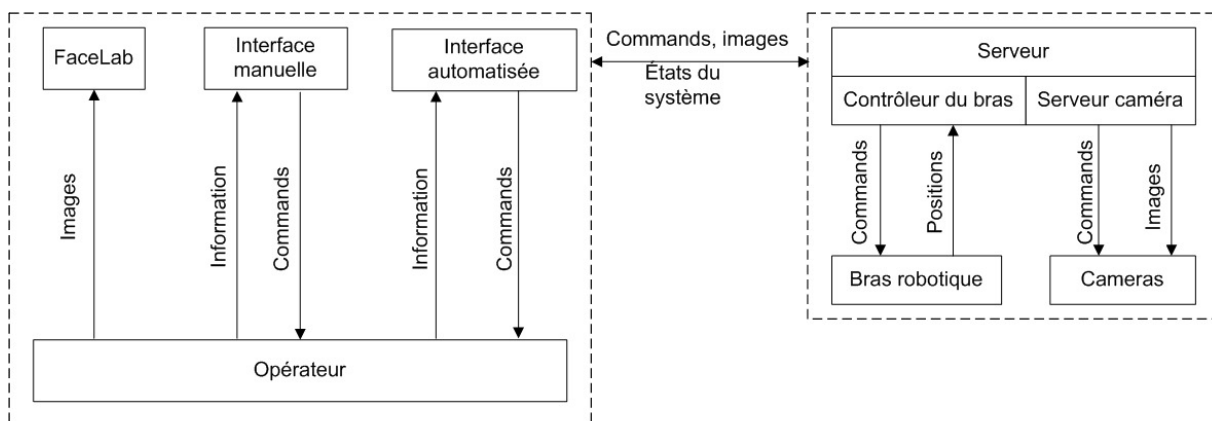 FaceLab
Interface
manuelle
Interface
automatisée
Images
Information
Commands
Information
Commands
Opérateur
Commands, images
États du
système
Serveur
Contrôleur du bras
Serveur caméra
Commands
Positions
Commands
Images
Bras robotique
Cameras